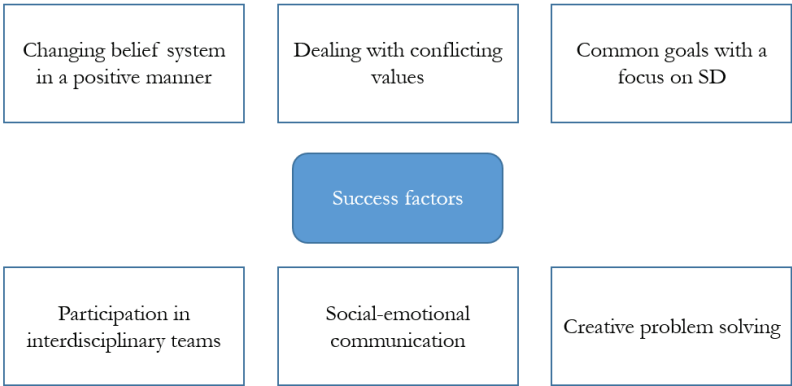 Changing belief system
in a positive manner
Dealing with conflicting
values
Common goals with a
focus on SD
Success factors
Participation in
interdisciplinary teams
Social-emotional
communication
Creative problem solving